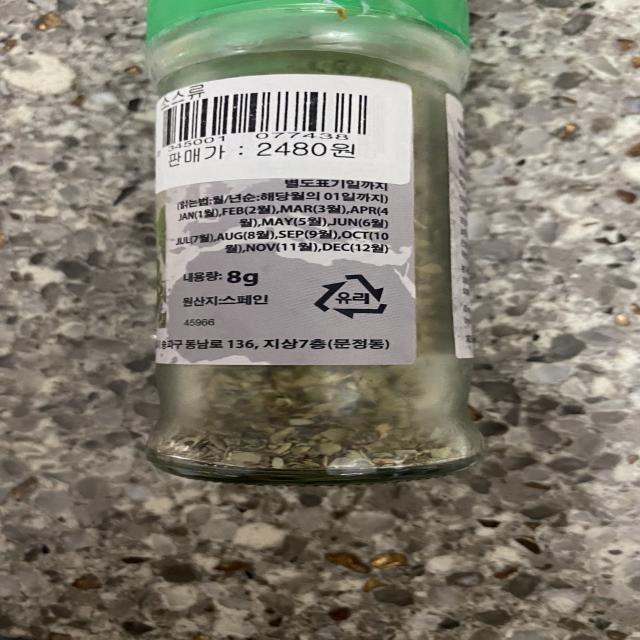 소스류
345001 077438
판매가 : 2480원
별도표기일까지
(읽는법:월/년순:해당월의 01일까지)
JAN(1월),FEB(2월),MAR(3월),APR(4
월),MAY(5월),JUN(6월)
JUL(7월),AUG(8월),SEP(9월),OCT(10
월),NOV(11월),DEC(12월)
내용량: 8g
유리
원산지:스페인
45966
송파구 동남로 136, 지상7층(문정동)